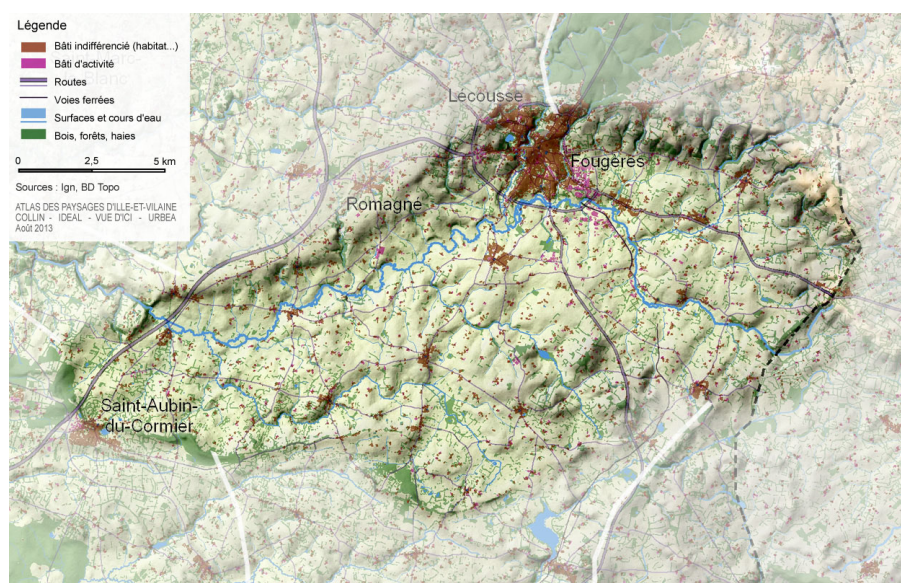 Légende
Bâti indifférencié (habitat...)
Bâti d'activité
Routes
Voies ferrées
Surfaces et cours d'eau
Bois, forêts, haies
0 2,5 5 km
Sources : Ign, BD Topo
ATLAS DES PAYSAGES D'ILLE-ET-VILAINE
COLLIN - IDEAL - VUE D'ICI - URBEA
Août 2013
Lécousse
Fougères
Romagné
Saint-Aubin-
du-Cormier